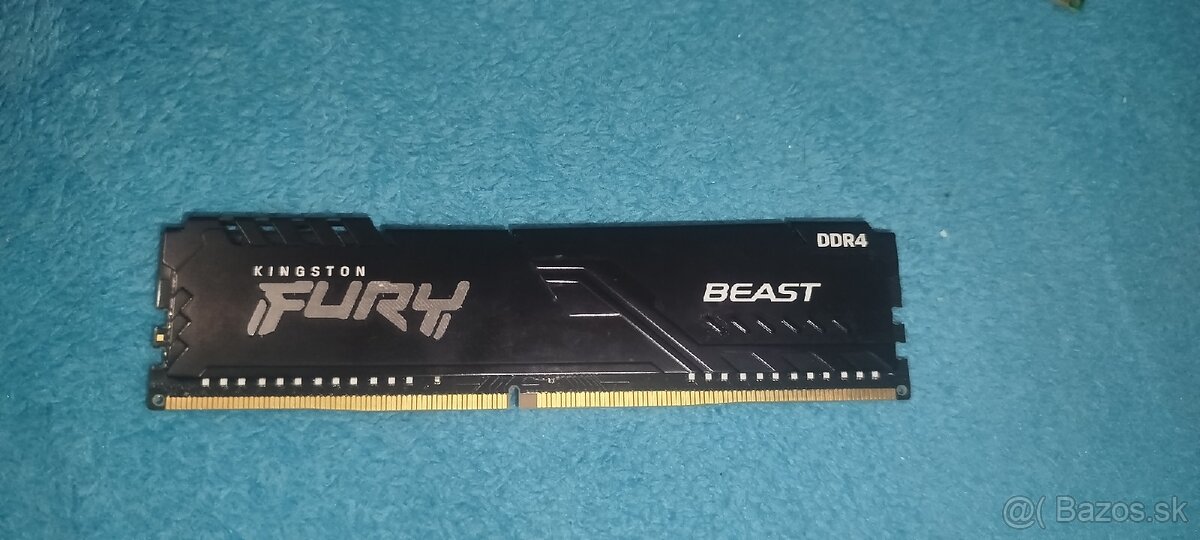 DDR4
KINGSTON
FURY
BEAST
@( Bazos.sk